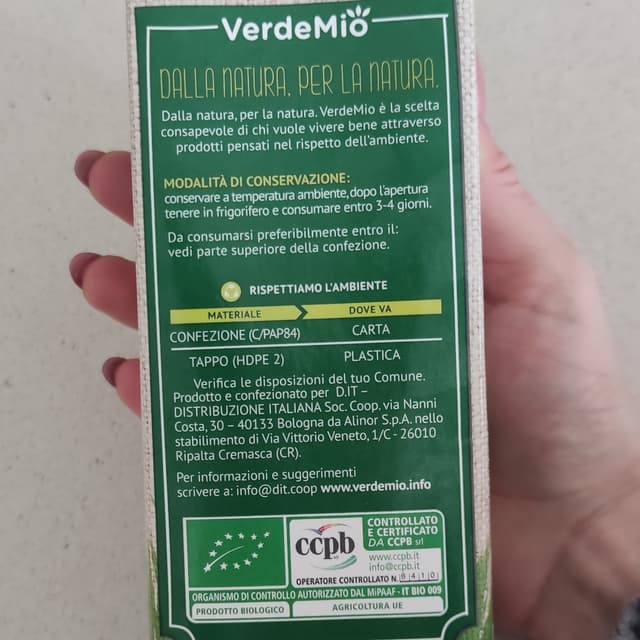 VerdeMio
DALLA NATURA, PER LA NATURA.
Dalla natura, per la natura. VerdeMio è la scelta
consapevole di chi vuole vivere bene attraverso
prodotti pensati nel rispetto dell'ambiente.
MODALITÀ DI CONSERVAZIONE:
conservare a temperatura ambiente, dopo l'apertura
tenere in frigorifero e consumare entro 3-4 giorni.
Da consumarsi preferibilmente entro il:
vedi parte superiore della confezione.
RISPETTIAMO L'AMBIENTE
MATERIALE DOVE VA
CONFEZIONE (C/PAP84) CARTA
TAPPO (HDPE 2) PLASTICA
Verifica le disposizioni del tuo Comune.
Prodotto e confezionato per D.IT –
DISTRIBUZIONE ITALIANA Soc. Coop. via Nanni
Costa, 30 – 40133 Bologna da Alinor S.p.A. nello
stabilimento di Via Vittorio Veneto, 1/C - 26010
Ripalta Cremasca (CR).
Per informazioni e suggerimenti
scrivere a: info@dit.coop www.verdemio.info
ccpb
CONTROLLATO
E CERTIFICATO
DA CCPB srl
www.ccpb.it
info@ccpb.it
OPERATORE CONTROLLATO N. B410
ORGANISMO DI CONTROLLO AUTORIZZATO DAL MiPAAF - IT BIO 009
PRODOTTO BIOLOGICO AGRICOLTURA UE